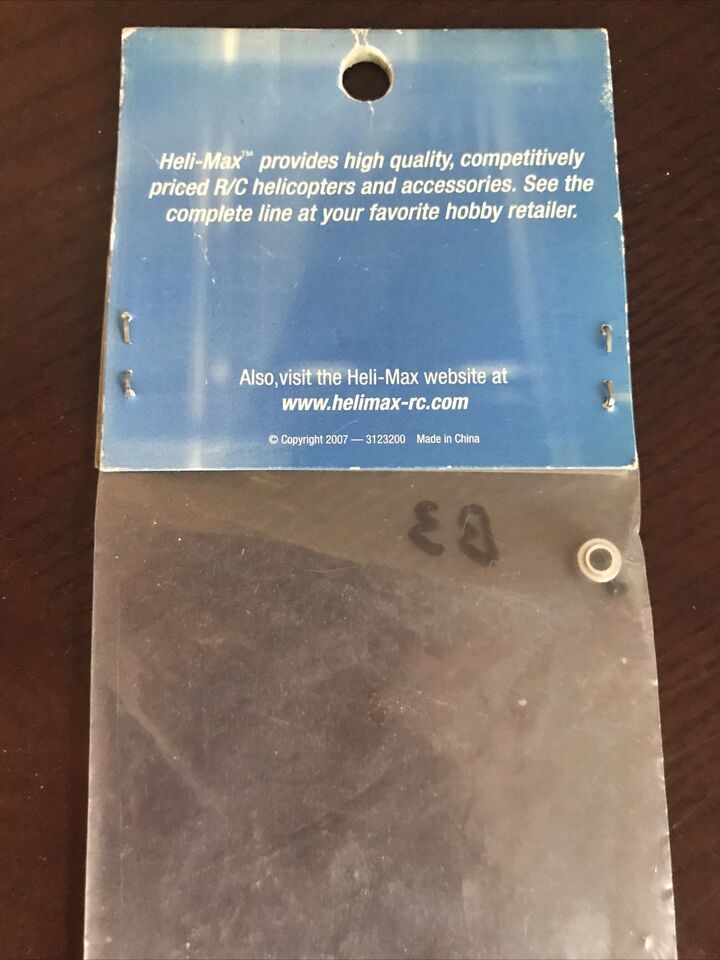 Heli-Max™ provides high quality, competitively
priced R/C helicopters and accessories. See the
complete line at your favorite hobby retailer.
Also,visit the Heli-Max website at
www.helimax-rc.com
© Copyright 2007 — 3123200 Made in China
B3